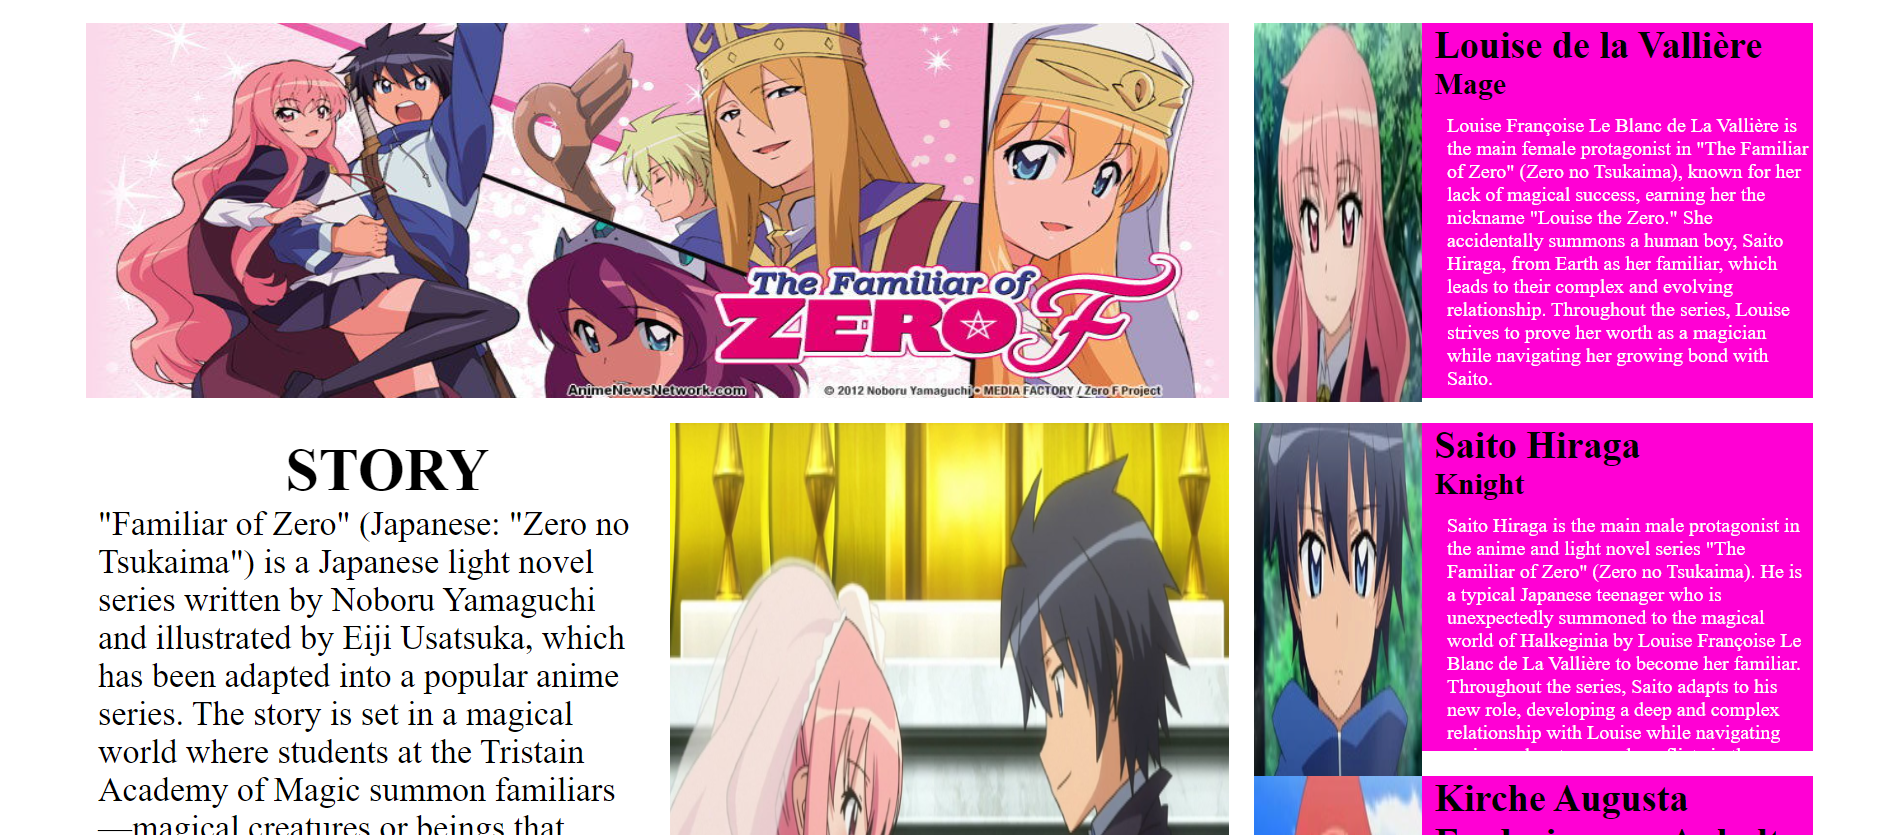 The Familiar of
ZERO F
AnimeNewsNetwork.com
© 2012 Noboru Yamaguchi • MEDIA FACTORY / Zero F Project
STORY
"Familiar of Zero" (Japanese: "Zero no
Tsukaima") is a Japanese light novel
series written by Noboru Yamaguchi
and illustrated by Eiji Usatsuka, which
has been adapted into a popular anime
series. The story is set in a magical
world where students at the Tristain
Academy of Magic summon familiars
—magical creatures or beings that
Louise de la Vallière
Mage
Louise Françoise Le Blanc de La Vallière is
the main female protagonist in "The Familiar
of Zero" (Zero no Tsukaima), known for her
lack of magical success, earning her the
nickname "Louise the Zero." She
accidentally summons a human boy, Saito
Hiraga, from Earth as her familiar, which
leads to their complex and evolving
relationship. Throughout the series, Louise
strives to prove her worth as a magician
while navigating her growing bond with
Saito.
Saito Hiraga
Knight
Saito Hiraga is the main male protagonist in
the anime and light novel series "The
Familiar of Zero" (Zero no Tsukaima). He is
a typical Japanese teenager who is
unexpectedly summoned to the magical
world of Halkeginia by Louise Françoise Le
Blanc de La Vallière to become her familiar.
Throughout the series, Saito adapts to his
new role, developing a deep and complex
relationship with Louise while navigating
Kirche Augusta